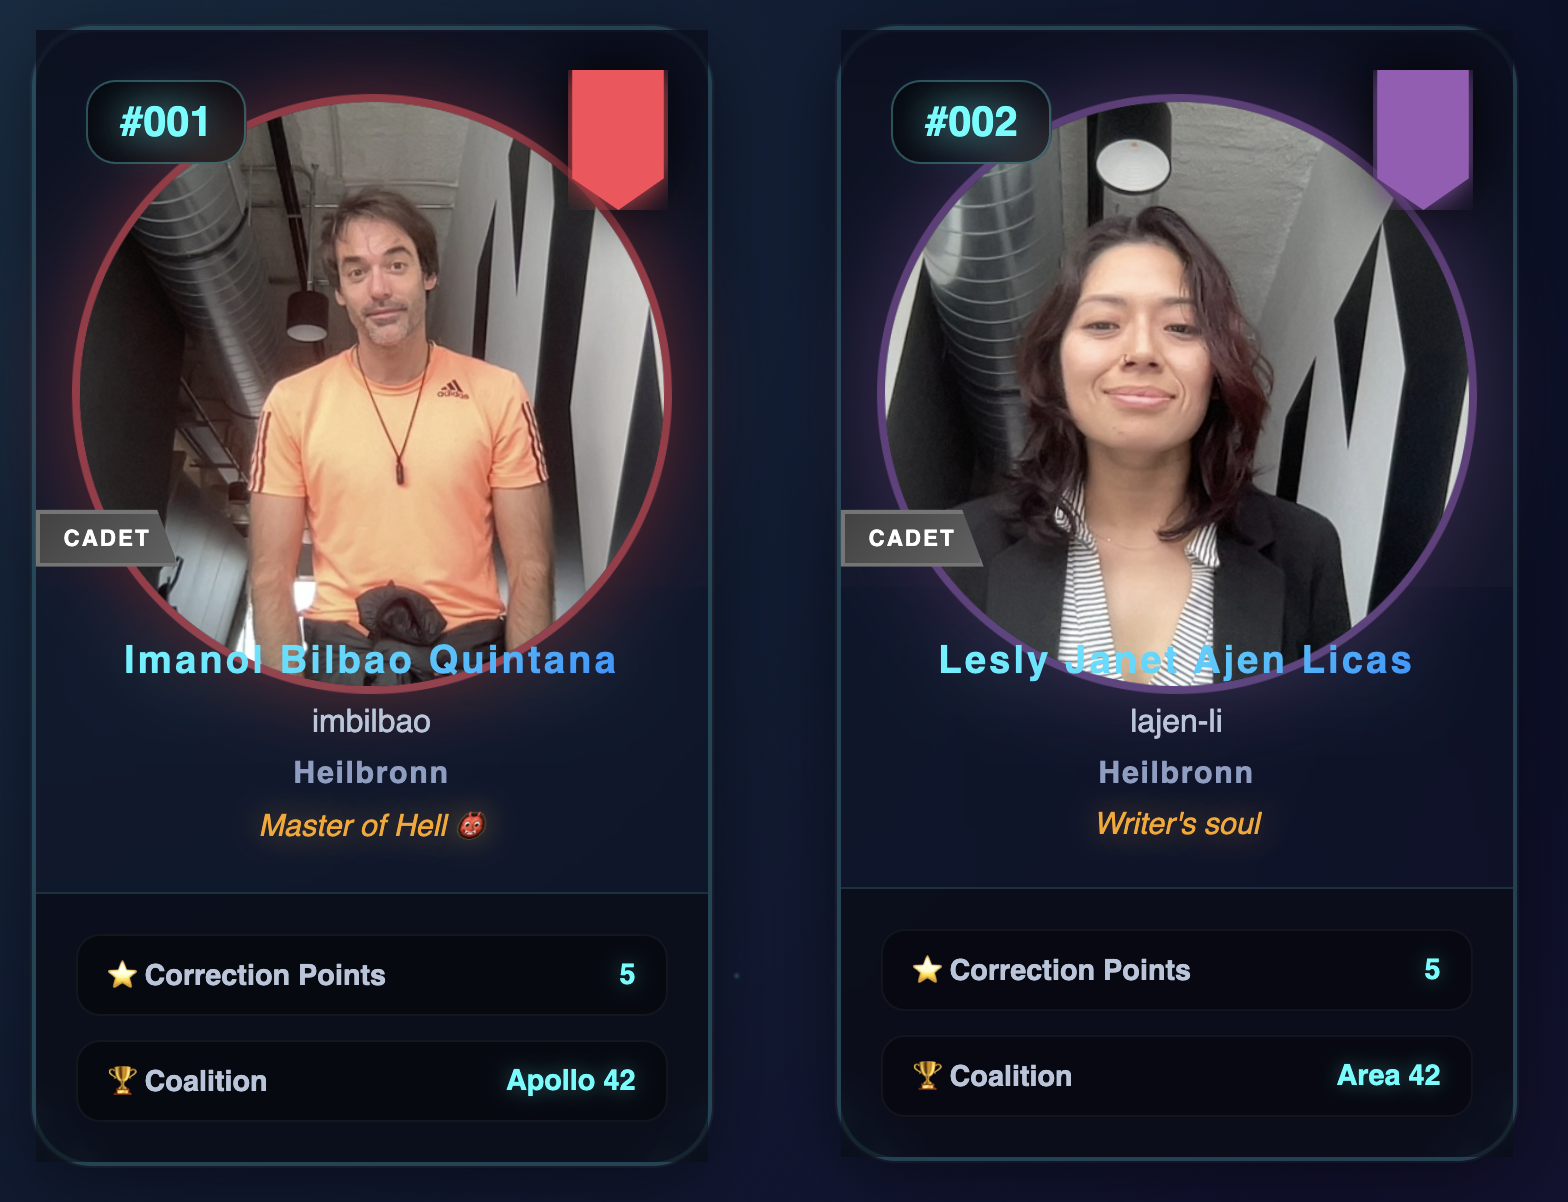 #001
adidas
CADET
Imanol Bilbao Quintana
imbilbao
Heilbronn
Master of Hell 👹
⭐ Correction Points 5
🏆 Coalition Apollo 42
#002
CADET
Lesly Janet Ajen Licas
lajen-li
Heilbronn
Writer's soul
⭐ Correction Points 5
🏆 Coalition Area 42